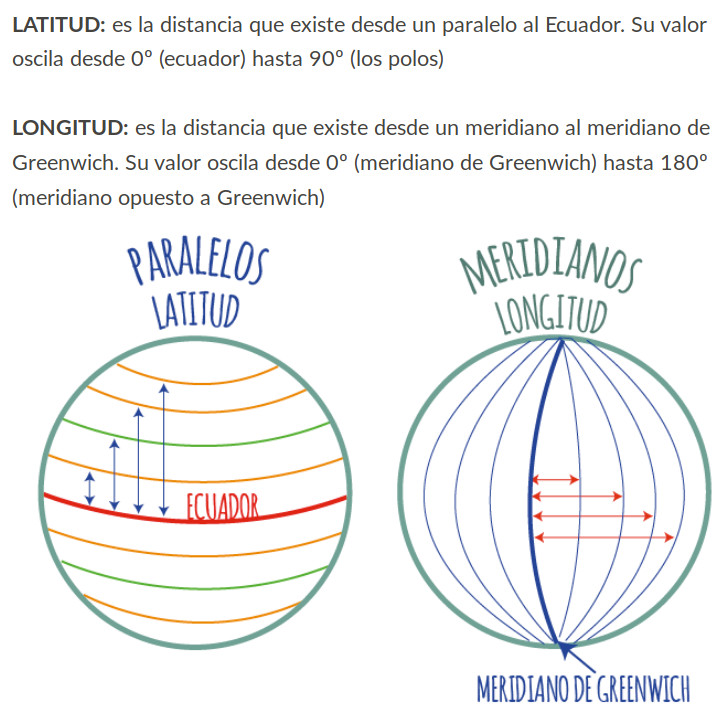 LATITUD: es la distancia que existe desde un paralelo al Ecuador. Su valor
oscila desde 0º (ecuador) hasta 90º (los polos)
LONGITUD: es la distancia que existe desde un meridiano al meridiano de
Greenwich. Su valor oscila desde 0º (meridiano de Greenwich) hasta 180º
(meridiano opuesto a Greenwich)
PARALELOS
LATITUD
ECUADOR
MERIDIANOS
LONGITUD
MERIDIANO DE GREENWICH